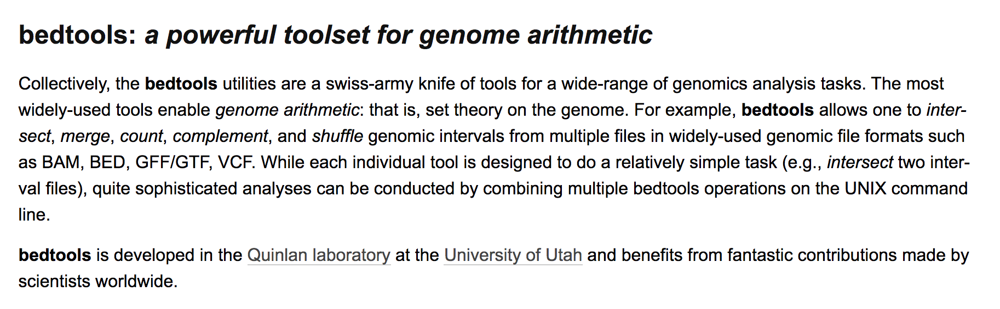 bedtools: a powerful toolset for genome arithmetic
Collectively, the bedtools utilities are a swiss-army knife of tools for a wide-range of genomics analysis tasks. The most
widely-used tools enable genome arithmetic: that is, set theory on the genome. For example, bedtools allows one to inter-
sect, merge, count, complement, and shuffle genomic intervals from multiple files in widely-used genomic file formats such
as BAM, BED, GFF/GTF, VCF. While each individual tool is designed to do a relatively simple task (e.g., intersect two inter-
val files), quite sophisticated analyses can be conducted by combining multiple bedtools operations on the UNIX command
line.
bedtools is developed in the Quinlan laboratory at the University of Utah and benefits from fantastic contributions made by
scientists worldwide.